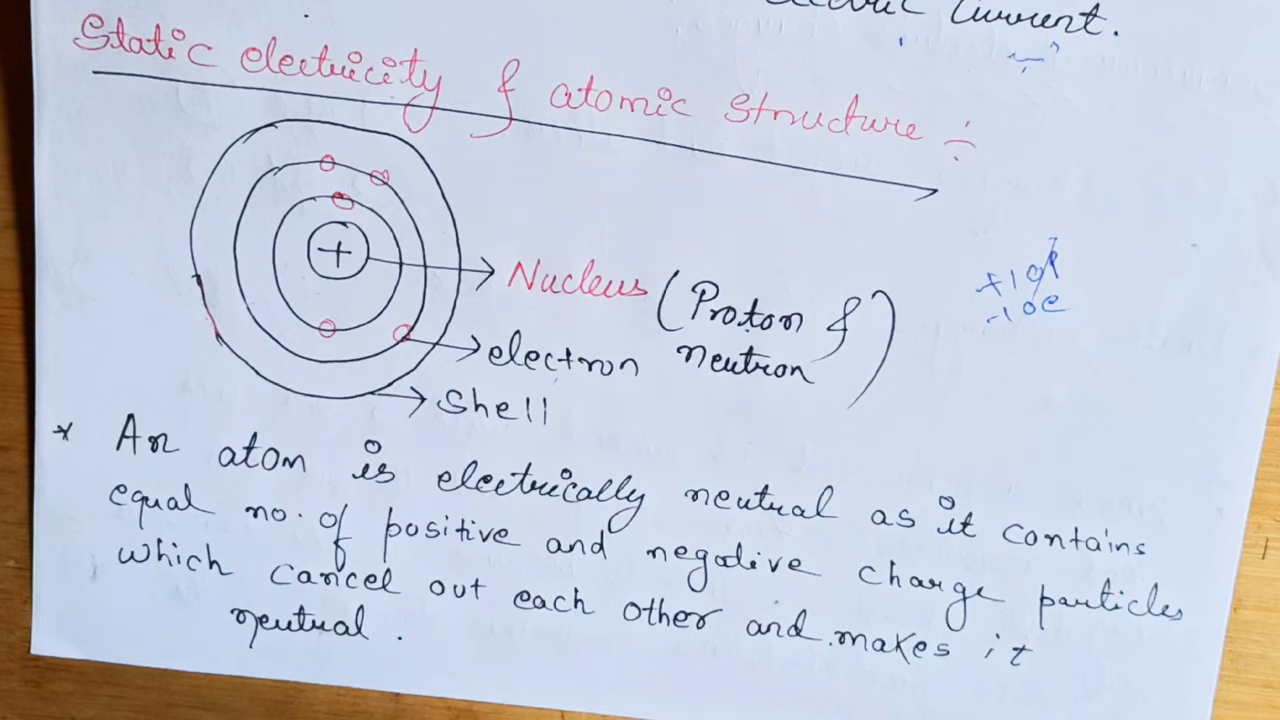 electric Current.
Static electricity & atomic structure ÷
+
Nucleus (Proton &
neutron)
+10p
-10e
electron
Shell
* An atom is electrically neutral as it contains
equal no. of positive and negative charge particles
which cancel out each other and makes it
neutral.